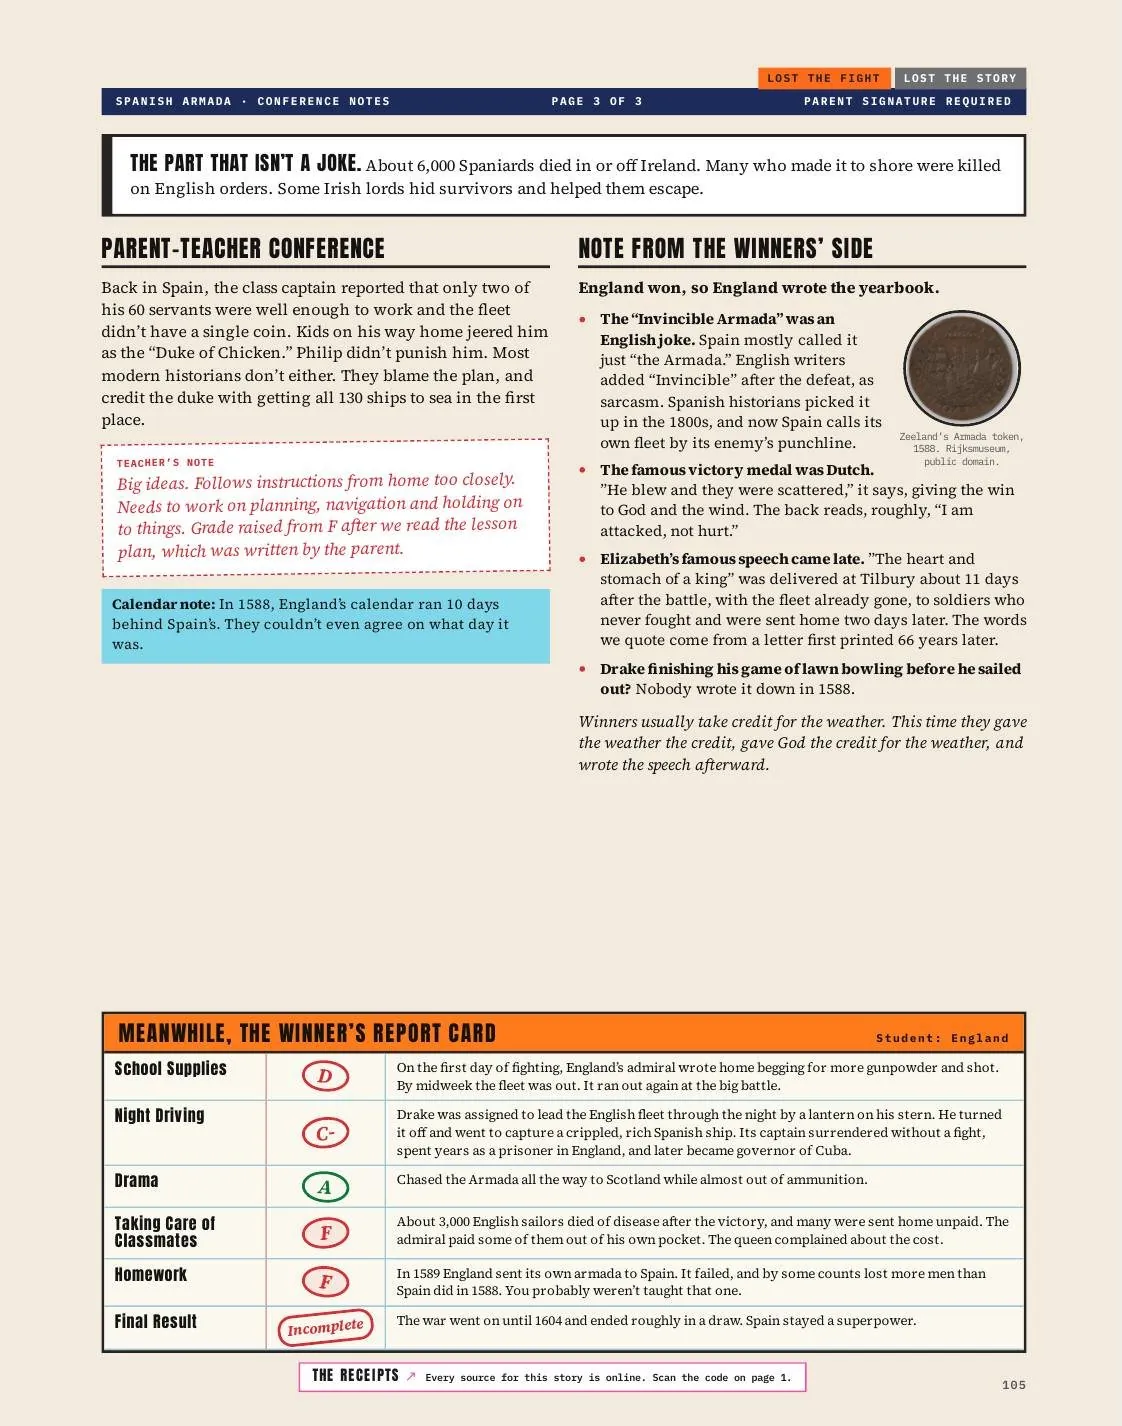 LOST THE FIGHT LOST THE STORY
SPANISH ARMADA · CONFERENCE NOTES PAGE 3 OF 3 PARENT SIGNATURE REQUIRED
THE PART THAT ISN’T A JOKE. About 6,000 Spaniards died in or off Ireland. Many who made it to shore were killed
on English orders. Some Irish lords hid survivors and helped them escape.
PARENT-TEACHER CONFERENCE
Back in Spain, the class captain reported that only two of
his 60 servants were well enough to work and the fleet
didn’t have a single coin. Kids on his way home jeered him
as the “Duke of Chicken.” Philip didn’t punish him. Most
modern historians don’t either. They blame the plan, and
credit the duke with getting all 130 ships to sea in the first
place.
TEACHER’S NOTE
Big ideas. Follows instructions from home too closely.
Needs to work on planning, navigation and holding on
to things. Grade raised from F after we read the lesson
plan, which was written by the parent.
Calendar note: In 1588, England’s calendar ran 10 days
behind Spain’s. They couldn’t even agree on what day it
was.
NOTE FROM THE WINNERS’ SIDE
England won, so England wrote the yearbook.
• The “Invincible Armada” was an
English joke. Spain mostly called it
just “the Armada.” English writers
added “Invincible” after the defeat, as
sarcasm. Spanish historians picked it
up in the 1800s, and now Spain calls its
own fleet by its enemy’s punchline.
Zeeland’s Armada token,
1588. Rijksmuseum,
public domain.
• The famous victory medal was Dutch.
”He blew and they were scattered,” it says, giving the win
to God and the wind. The back reads, roughly, “I am
attacked, not hurt.”
• Elizabeth’s famous speech came late. ”The heart and
stomach of a king” was delivered at Tilbury about 11 days
after the battle, with the fleet already gone, to soldiers who
never fought and were sent home two days later. The words
we quote come from a letter first printed 66 years later.
• Drake finishing his game of lawn bowling before he sailed
out? Nobody wrote it down in 1588.
Winners usually take credit for the weather. This time they gave
the weather the credit, gave God the credit for the weather, and
wrote the speech afterward.
MEANWHILE, THE WINNER’S REPORT CARD Student: England
School Supplies D On the first day of fighting, England’s admiral wrote home begging for more gunpowder and shot.
By midweek the fleet was out. It ran out again at the big battle.
Night Driving C- Drake was assigned to lead the English fleet through the night by a lantern on his stern. He turned
it off and went to capture a crippled, rich Spanish ship. Its captain surrendered without a fight,
spent years as a prisoner in England, and later became governor of Cuba.
Drama A Chased the Armada all the way to Scotland while almost out of ammunition.
Taking Care of
Classmates F About 3,000 English sailors died of disease after the victory, and many were sent home unpaid. The
admiral paid some of them out of his own pocket. The queen complained about the cost.
Homework F In 1589 England sent its own armada to Spain. It failed, and by some counts lost more men than
Spain did in 1588. You probably weren’t taught that one.
Final Result Incomplete The war went on until 1604 and ended roughly in a draw. Spain stayed a superpower.
THE RECEIPTS ↗ Every source for this story is online. Scan the code on page 1.
105